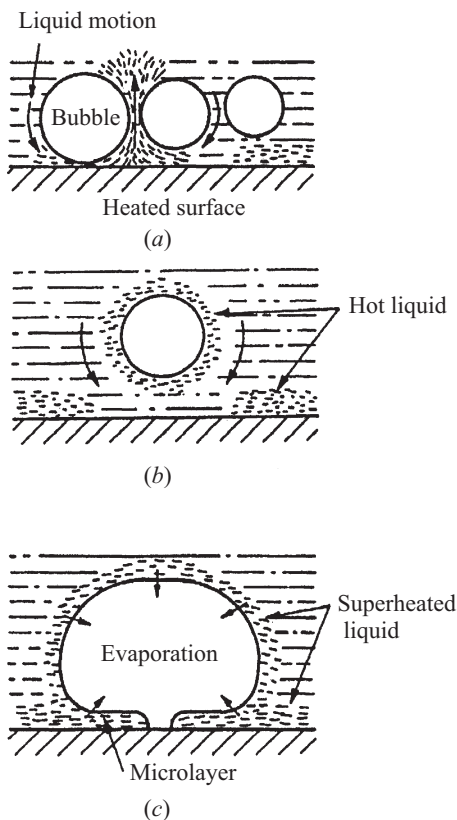 Liquid motion
Bubble
Heated surface
(a)
Hot liquid
(b)
Superheated
liquid
Evaporation
Microlayer
(c)